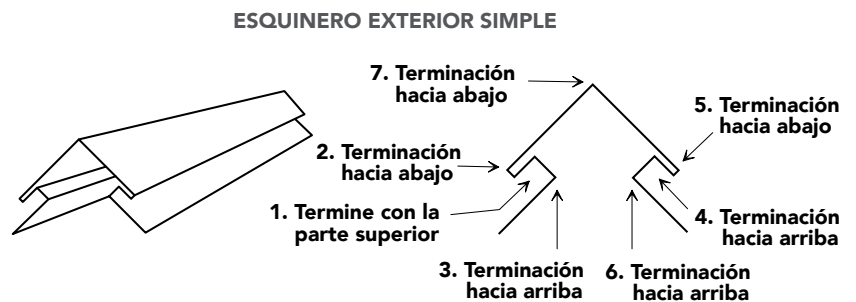 ESQUINERO EXTERIOR SIMPLE
7. Terminación
hacia abajo
5. Terminación
hacia abajo
2. Terminación
hacia abajo
1. Termine con la
parte superior
4. Terminación
hacia arriba
3. Terminación
hacia arriba
6. Terminación
hacia arriba